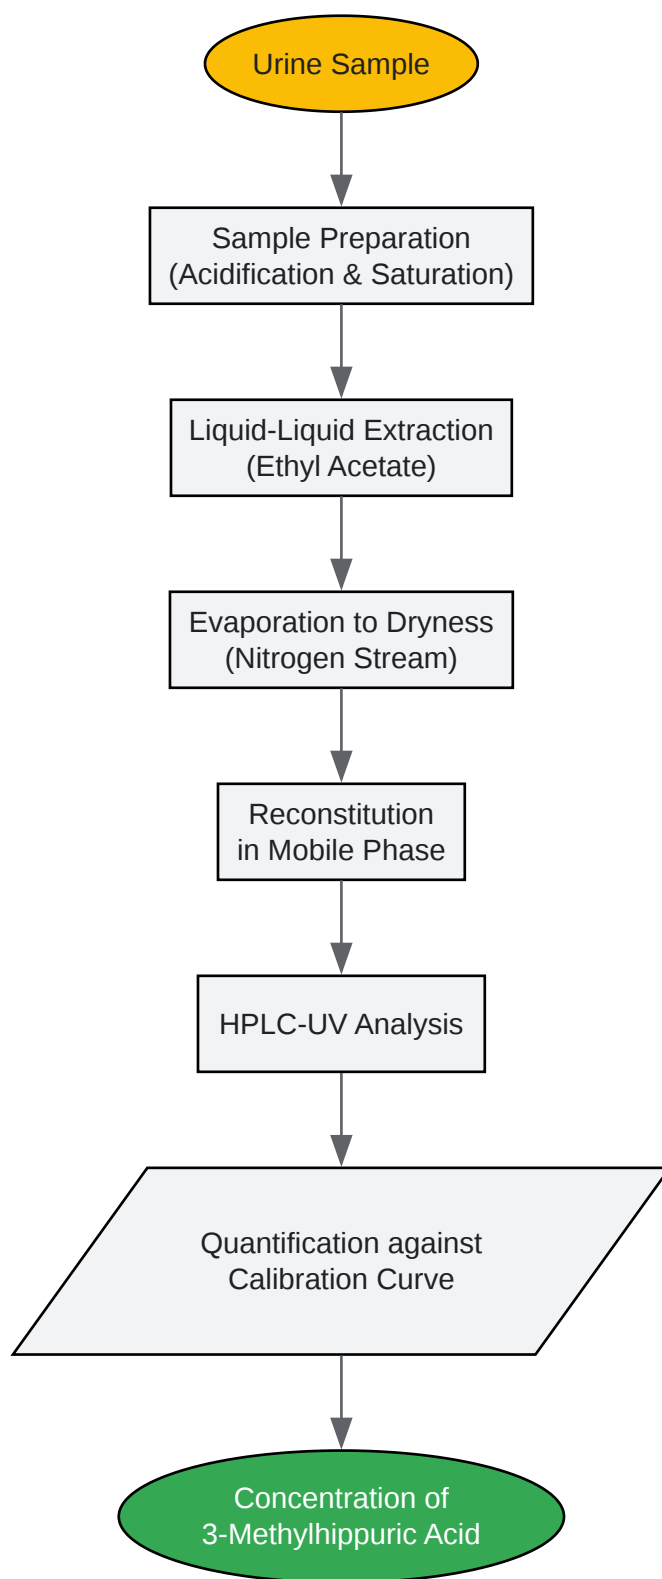 Urine Sample
Sample Preparation
(Acidification & Saturation)
Liquid-Liquid Extraction
(Ethyl Acetate)
Evaporation to Dryness
(Nitrogen Stream)
Reconstitution
in Mobile Phase
HPLC-UV Analysis
Quantification against
Calibration Curve
Concentration of
3-Methylhippuric Acid